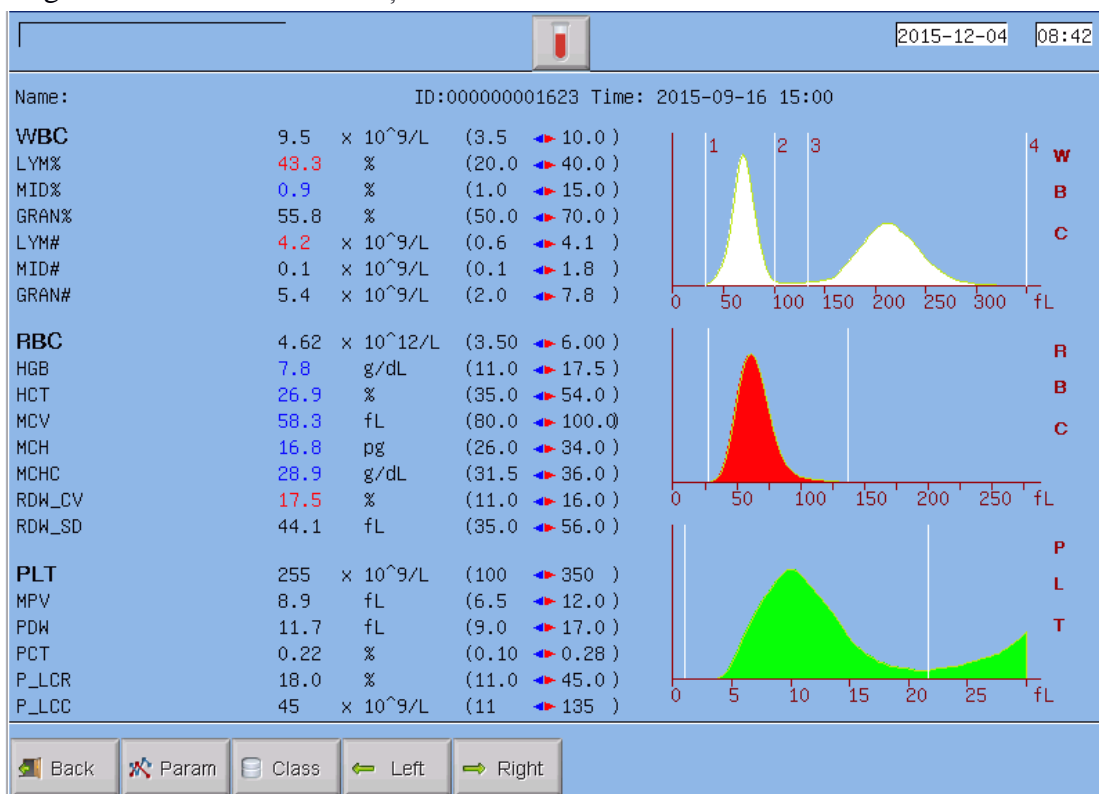 2015-12-04 08:42
Name: ID:000000001623 Time: 2015-09-16 15:00
WBC 9.5 x 10^9/L (3.5 10.0)
LYM% 43.3 % (20.0 40.0)
MID% 0.9 % (1.0 15.0)
GRAN% 55.8 % (50.0 70.0)
LYM# 4.2 x 10^9/L (0.6 4.1 )
MID# 0.1 x 10^9/L (0.1 1.8 )
GRAN# 5.4 x 10^9/L (2.0 7.8 )
1 2 3 4
W
B
C
0 50 100 150 200 250 300 fL
RBC 4.62 x 10^12/L (3.50 6.00)
HGB 7.8 g/dL (11.0 17.5)
HCT 26.9 % (35.0 54.0)
MCV 58.3 fL (80.0 100.0)
MCH 16.8 pg (26.0 34.0)
MCHC 28.9 g/dL (31.5 36.0)
RDW_CV 17.5 % (11.0 16.0)
RDW_SD 44.1 fL (35.0 56.0)
R
B
C
0 50 100 150 200 250 fL
PLT 255 x 10^9/L (100 350 )
MPV 8.9 fL (6.5 12.0)
PDW 11.7 fL (9.0 17.0)
PCT 0.22 % (0.10 0.28)
P_LCR 18.0 % (11.0 45.0)
P_LCC 45 x 10^9/L (11 135 )
P
L
T
0 5 10 15 20 25 fL
Back Param Class Left Right